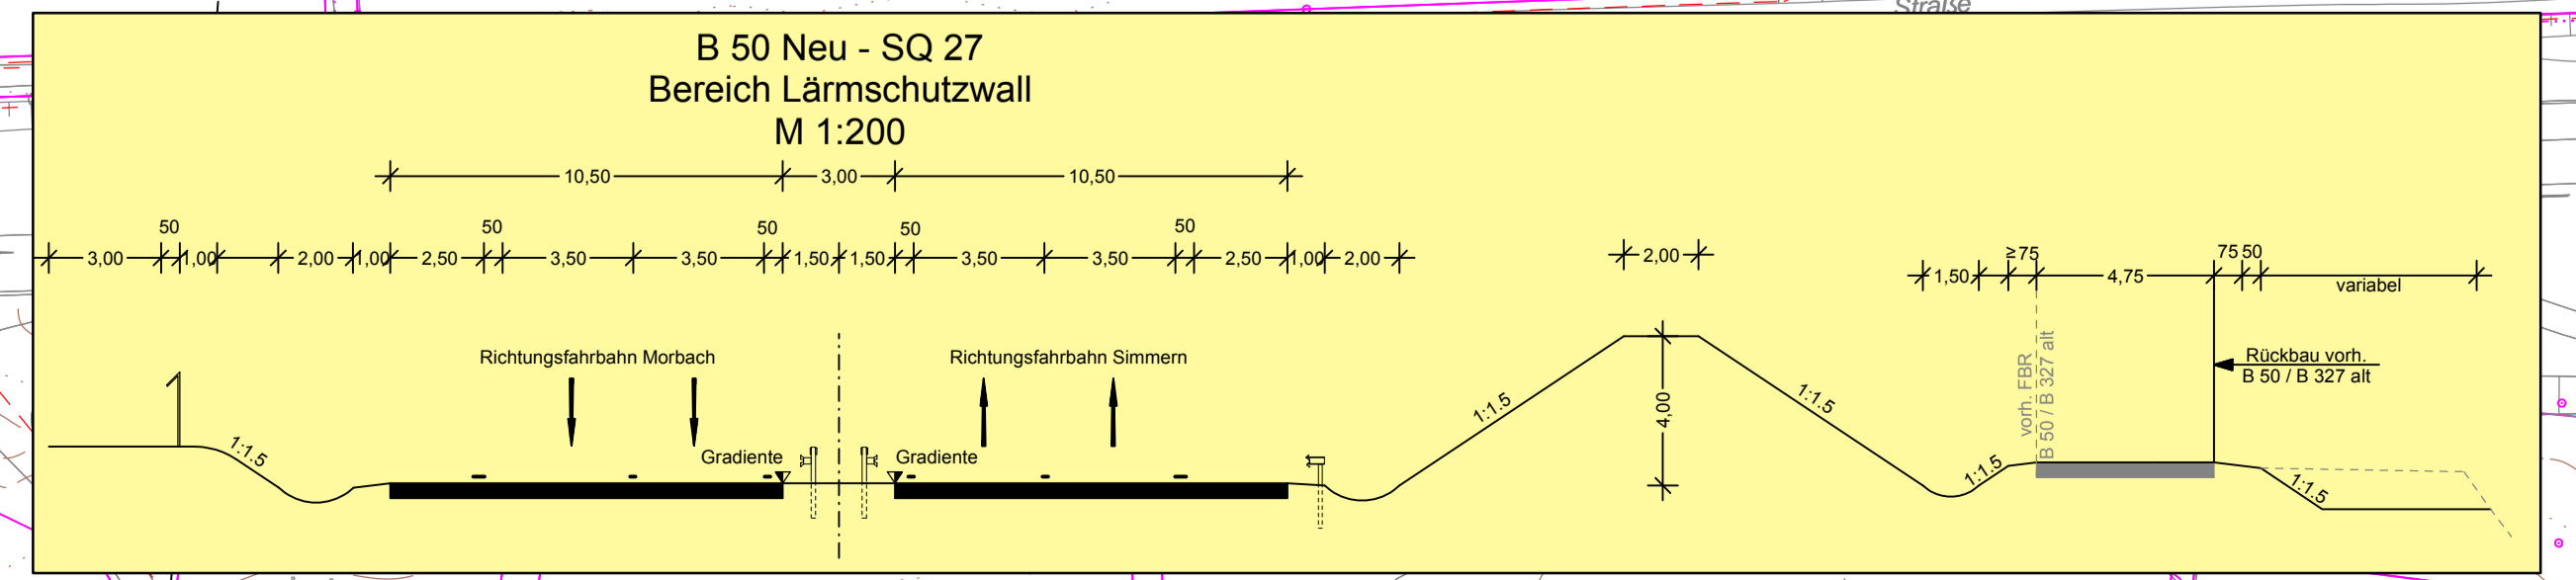 Straße
B 50 Neu - SQ 27
Bereich Lärmschutzwall
M 1:200
10,50 3,00 10,50
50 50 50 50 50
3,00 1,00 2,00 1,00 2,50 3,50 3,50 1,50 1,50 3,50 3,50 2,50 1,00 2,00 2,00
≥75 75 50
1,50 4,75 variabel
Richtungsfahrbahn Morbach
Richtungsfahrbahn Simmern
Gradiente
Gradiente
1:1.5
1:1.5
4,00
1:1.5
1:1.5
vorh. FBR
B 50 / B 327 alt
Rückbau vorh.
B 50 / B 327 alt
1:1.5